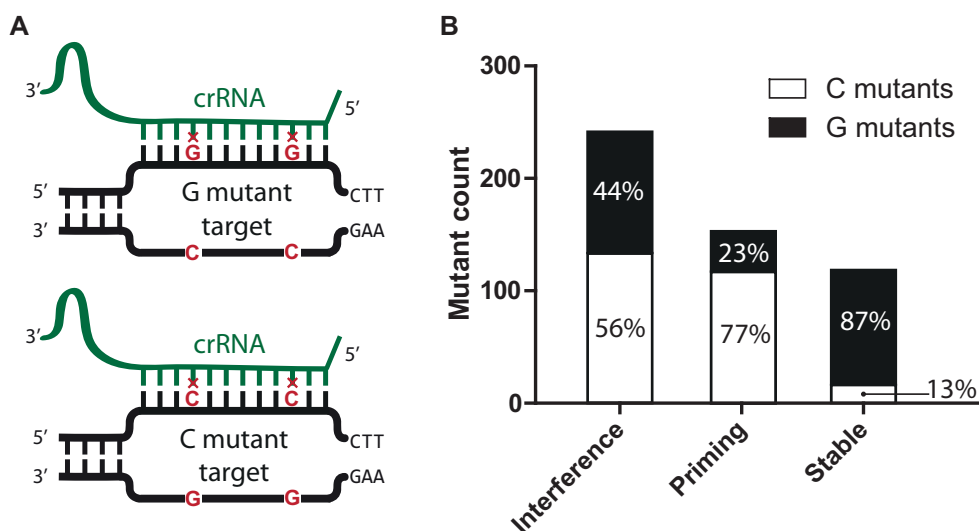 A
3′
crRNA
5′
G G
5′ G mutant CTT
3′ target GAA
C C
3′
crRNA
5′
C C
5′ C mutant CTT
3′ target GAA
G G
B
300
200
100
0
Mutant count
C mutants
G mutants
44%
56%
23%
77%
87%
13%
Interference
Priming
Stable